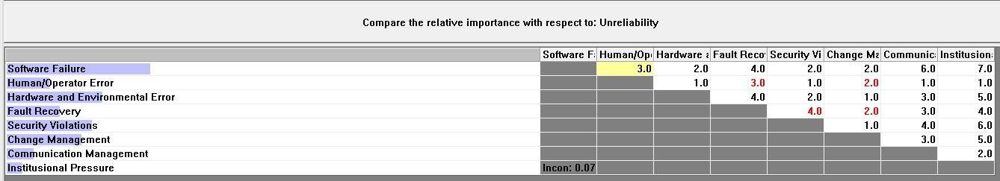 Compare the relative importance with respect to: Unreliability
Software F Human/Op Hardware a Fault Reco Security Vi Change Ma Communic Institusion
Software Failure 3.0 2.0 4.0 2.0 2.0 6.0 7.0
Human/Operator Error 1.0 3.0 1.0 2.0 1.0 1.0
Hardware and Environmental Error 4.0 2.0 1.0 3.0 5.0
Fault Recovery 4.0 2.0 3.0 4.0
Security Violations 1.0 4.0 6.0
Change Management 3.0 5.0
Communication Management 2.0
Institusional Pressure Incon: 0.07